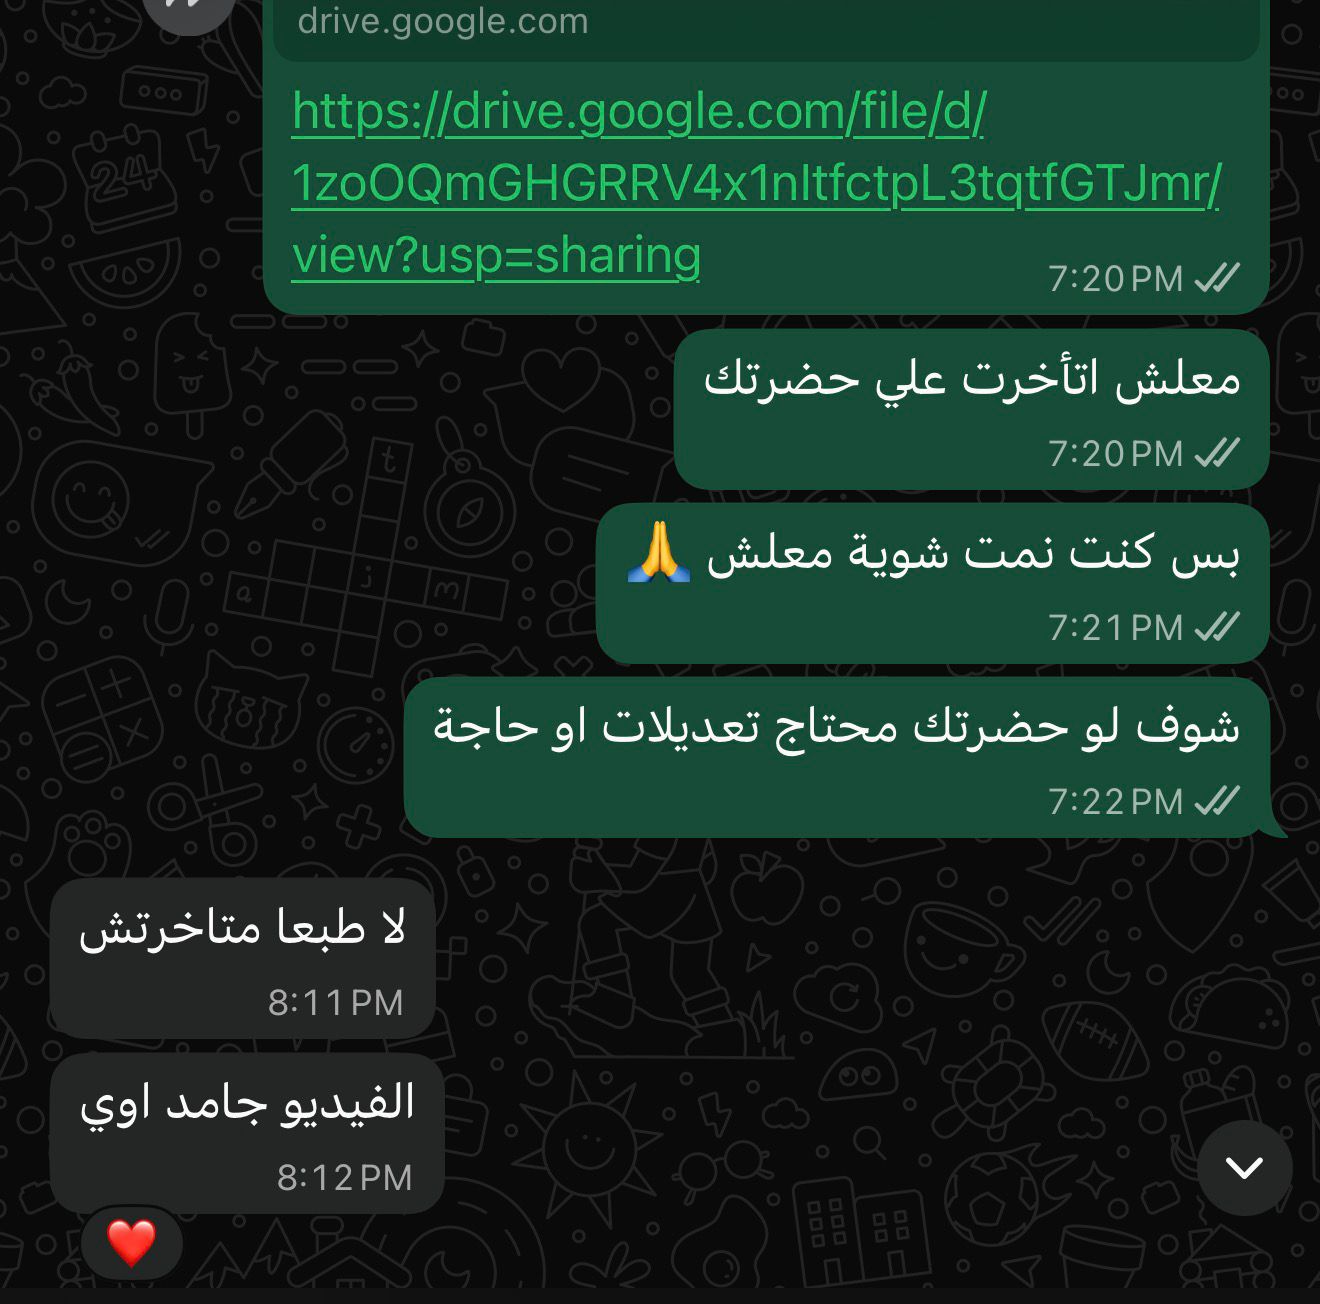 drive.google.com
https://drive.google.com/file/d/
1zoOQmGHGRRV4x1nItfctpL3tqtfGTJmr/
view?usp=sharing
7:20 PM
معلش اتأخرت علي حضرتك
7:20 PM
بس كنت نمت شوية معلش 🙏
7:21 PM
شوف لو حضرتك محتاج تعديلات او حاجة
7:22 PM
لا طبعا متاخرتش
8:11 PM
الفيديو جامد اوي
8:12 PM
❤️